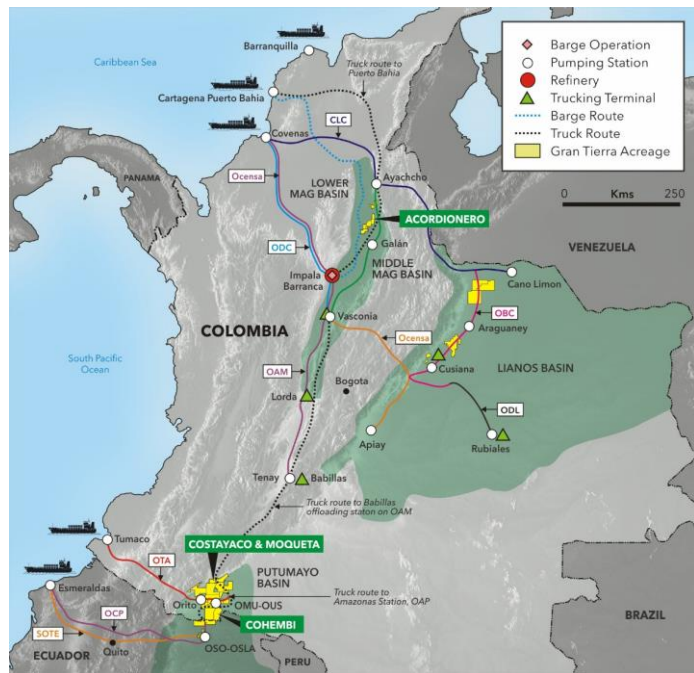 Caribbean Sea
Barranquilla
Truck route to
Puerto Bahia
Cartagena Puerto Bahia
Covenas
CLC
PANAMA
Ocensa
LOWER
MAG BASIN
Ayachcho
ACORDIONERO
ODC
Galán
Impala
Barranca
MIDDLE
MAG BASIN
VENEZUELA
Cano Limon
COLOMBIA
Vasconia
Ocensa
OBC
Araguaney
South Pacific
Ocean
OAM
Cusiana
LIANOS BASIN
Bogota
Lorda
ODL
Apiay
Rubiales
Tenay
Babillas
Truck route to Babillas
offloading staton on OAM
Tumaco
COSTAYACO & MOQUETA
OTA
PUTUMAYO
BASIN
Esmeraldas
Orito
OMU-OUS
Truck route to
Amazonas Station, OAP
OCP
SOTE
COHEMBI
Quito
OSO-OSLA
ECUADOR
PERU
BRAZIL
Barge Operation
Pumping Station
Refinery
Trucking Terminal
Barge Route
Truck Route
Gran Tierra Acreage
0 250
Kms